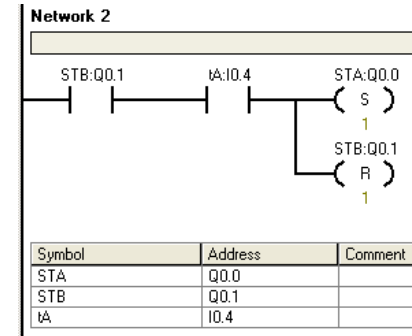 Network 2
STB:Q0.1 tA:I0.4 STA:Q0.0
S
1
STB:Q0.1
R
1
Symbol Address Comment
STA Q0.0
STB Q0.1
tA I0.4